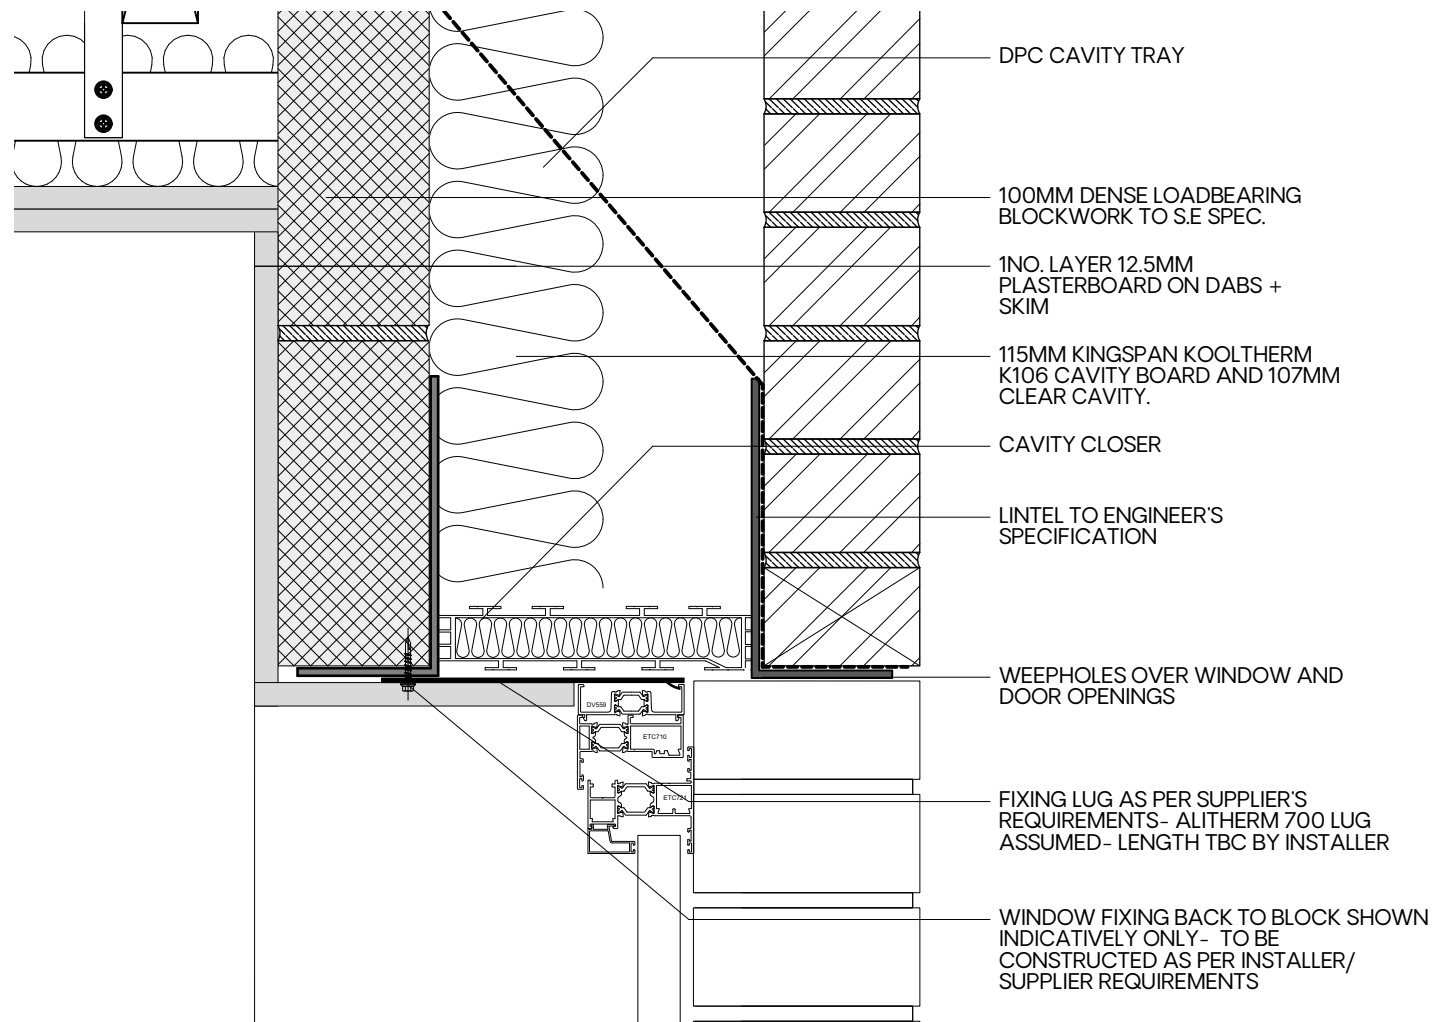 DPC CAVITY TRAY
100MM DENSE LOADBEARING
BLOCKWORK TO S.E SPEC.
1NO. LAYER 12.5MM
PLASTERBOARD ON DABS +
SKIM
115MM KINGSPAN KOOLTHERM
K106 CAVITY BOARD AND 107MM
CLEAR CAVITY.
CAVITY CLOSER
LINTEL TO ENGINEER'S
SPECIFICATION
WEEPHOLES OVER WINDOW AND
DOOR OPENINGS
DV559
ETC710
ETC721
FIXING LUG AS PER SUPPLIER'S
REQUIREMENTS- ALITHERM 700 LUG
ASSUMED- LENGTH TBC BY INSTALLER
WINDOW FIXING BACK TO BLOCK SHOWN
INDICATIVELY ONLY- TO BE
CONSTRUCTED AS PER INSTALLER/
SUPPLIER REQUIREMENTS